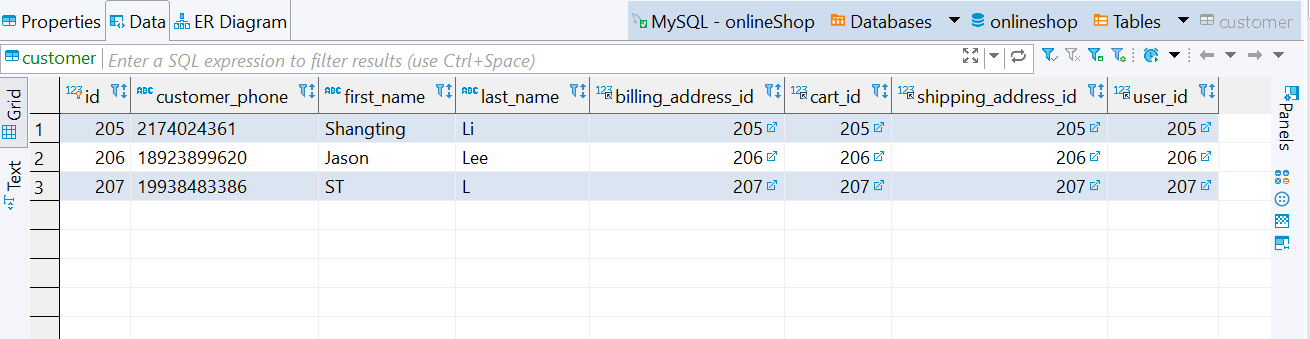 Properties Data ER Diagram MySQL - onlineShop Databases onlineshop Tables customer
customer Enter a SQL expression to filter results (use Ctrl+Space)
Grid
Text
123 id ABC customer_phone ABC first_name ABC last_name 123 billing_address_id 123 cart_id 123 shipping_address_id 123 user_id
1 205 2174024361 Shangting Li 205 205 205 205
2 206 18923899620 Jason Lee 206 206 206 206
3 207 19938483386 ST L 207 207 207 207
Panels